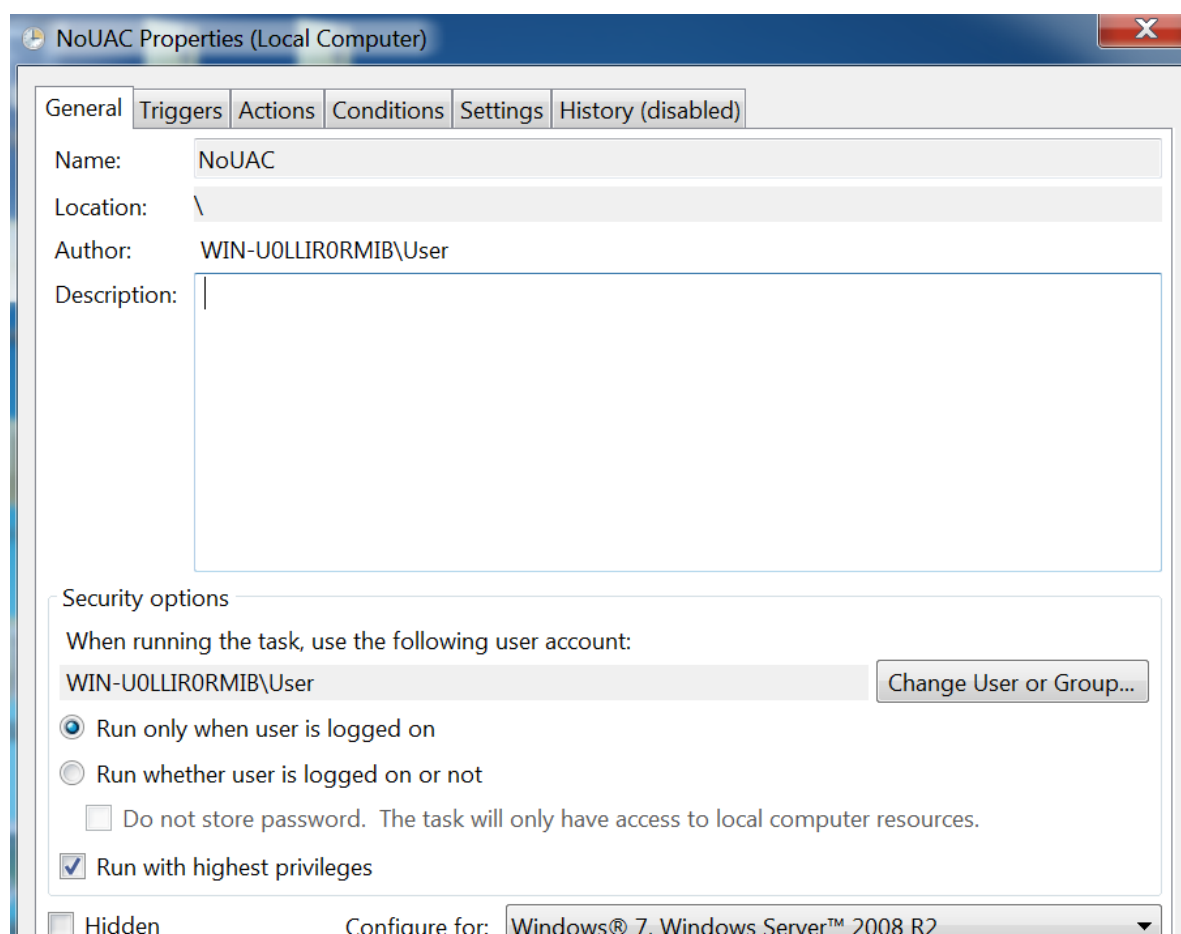 NoUAC Properties (Local Computer)
General Triggers Actions Conditions Settings History (disabled)
Name: NoUAC
Location: \
Author: WIN-U0LLIR0RMIB\User
Description:
Security options
When running the task, use the following user account:
WIN-U0LLIR0RMIB\User Change User or Group...
Run only when user is logged on
Run whether user is logged on or not
Do not store password. The task will only have access to local computer resources.
Run with highest privileges
Hidden Configure for: Windows® 7, Windows Server™ 2008 R2